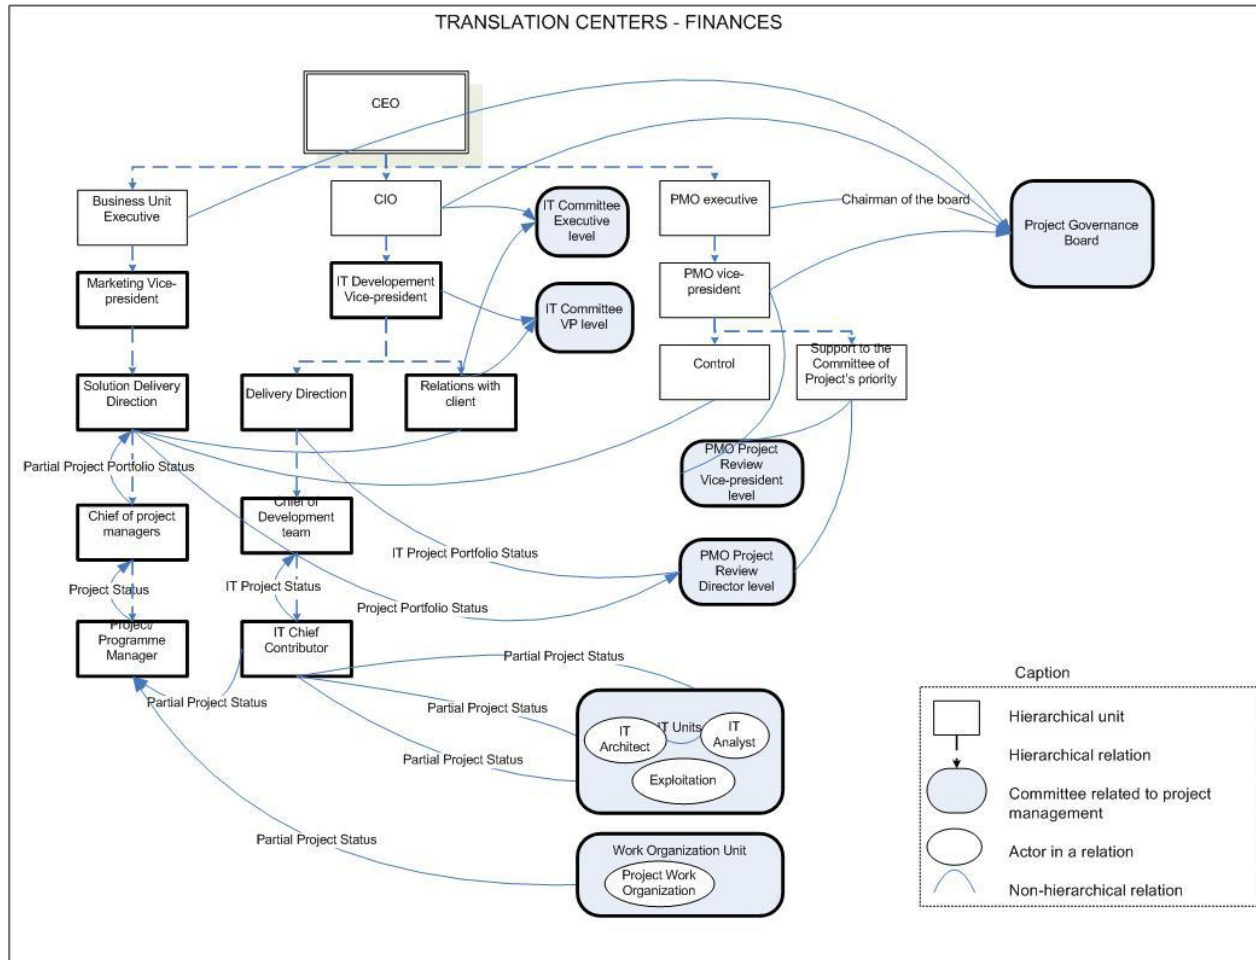 TRANSLATION CENTERS - FINANCES
CEO
Business Unit
Executive
CIO
IT Committee
Executive
level
PMO executive
Chairman of the board
Project Governance
Board
Marketing Vice-
president
IT Developement
Vice-president
IT Committee
VP level
PMO vice-
president
Solution Delivery
Direction
Delivery Direction
Relations with
client
Control
Support to the
Committee of
Project's priority
Partial Project Portfolio Status
PMO Project
Review
Vice-president
level
Chief of project
managers
Chief of
Development
team
IT Project Portfolio Status
PMO Project
Review
Director level
Project Status
IT Project Status
Project Portfolio Status
Project/
Programme
Manager
IT Chief
Contributor
Partial Project Status
Partial Project Status
Partial Project Status
Partial Project Status
IT Units
IT
Architect
IT
Analyst
Exploitation
Partial Project Status
Work Organization Unit
Project Work
Organization
Caption
Hierarchical unit
Hierarchical relation
Committee related to project
management
Actor in a relation
Non-hierarchical relation